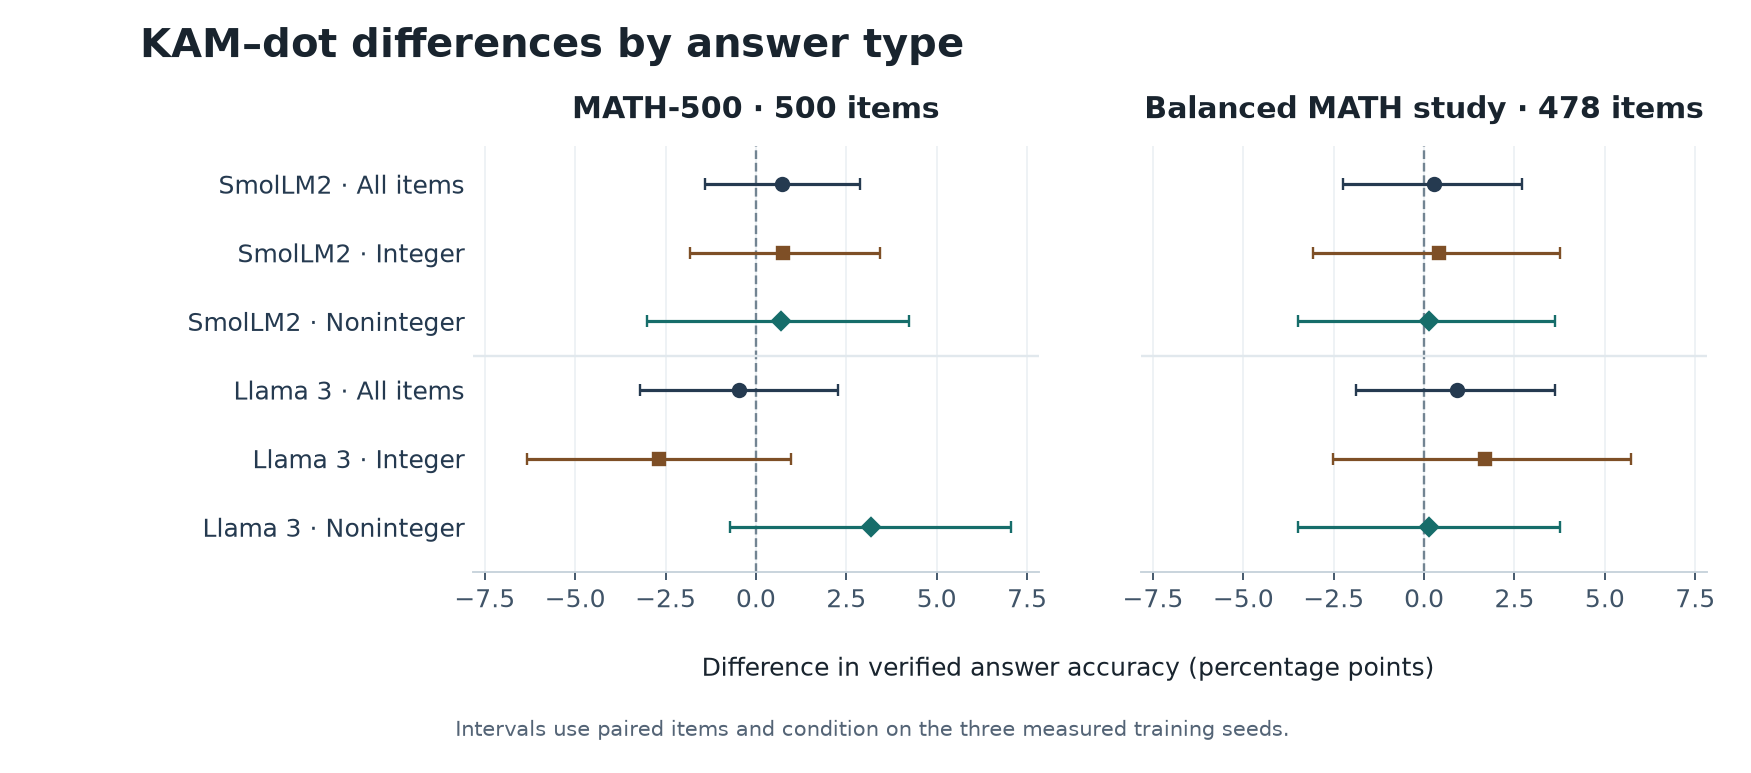 KAM–dot differences by answer type
MATH-500 · 500 items
Balanced MATH study · 478 items
SmolLM2 · All items
SmolLM2 · Integer
SmolLM2 · Noninteger
Llama 3 · All items
Llama 3 · Integer
Llama 3 · Noninteger
−7.5 −5.0 −2.5 0.0 2.5 5.0 7.5
−7.5 −5.0 −2.5 0.0 2.5 5.0 7.5
Difference in verified answer accuracy (percentage points)
Intervals use paired items and condition on the three measured training seeds.